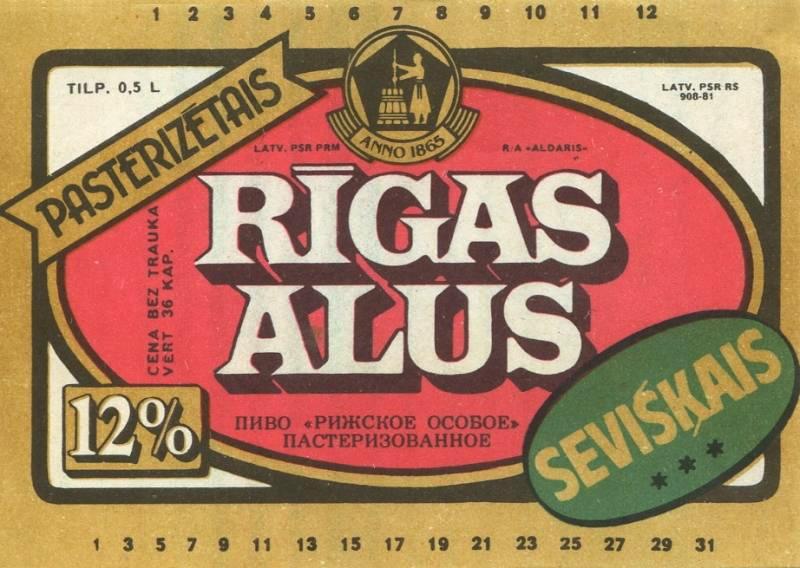 1 2 3 4 5 6 7 8 9 10 11 12
TILP. 0,5 L
PASTERIZĒTAIS
ANNO 1865
LATV. PSR RS
908-81
LATV. PSR PRM
R/A «ALDARIS»
RĪGAS
ALUS
CENA BEZ TRAUKA
VERT 36 KAP.
12%
ПИВО «РИЖСКОЕ ОСОБОЕ»
ПАСТЕРИЗОВАННОЕ
SEVIŠĶAIS
***
1 3 5 7 9 11 13 15 17 19 21 23 25 27 29 31